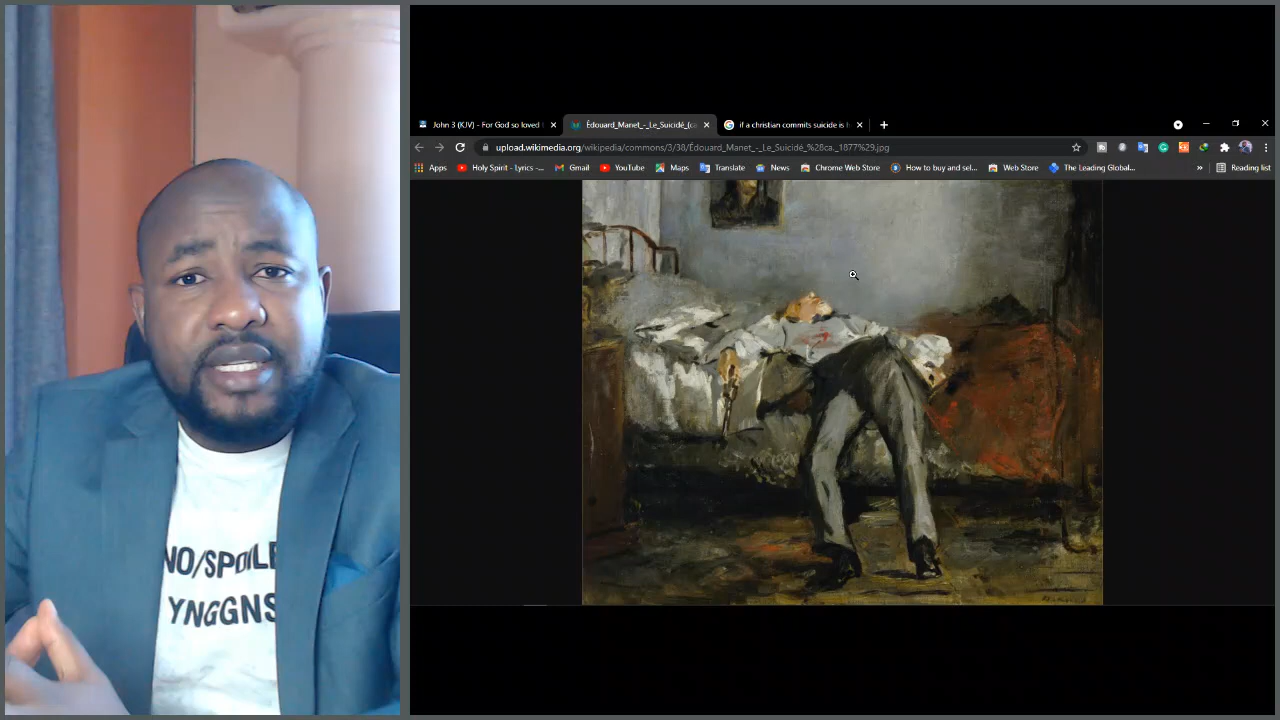 John 3 (KJV) - For God so loved t
Édouard_Manet_-_Le_Suicidé_(ca
if a christian commits suicide is h
upload.wikimedia.org/wikipedia/commons/3/38/Édouard_Manet_-_Le_Suicidé_%28ca._1877%29.jpg
Apps
Holy Spirit - Lyrics -...
Gmail
YouTube
Maps
Translate
News
Chrome Web Store
How to buy and sel...
Web Store
The Leading Global...
Reading list
NO/SPOILE
YNGGNS